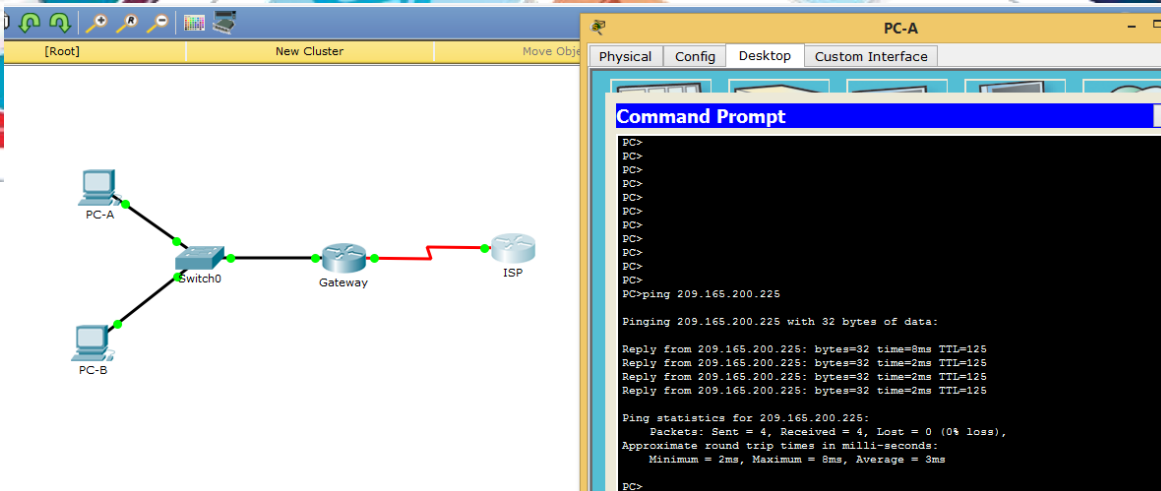 [Root] New Cluster Move Obje
PC-A
Switch0
Gateway
ISP
PC-B
PC-A
Physical Config Desktop Custom Interface
Command Prompt
PC>
PC>
PC>
PC>
PC>
PC>
PC>
PC>
PC>
PC>
PC>
PC>ping 209.165.200.225
Pinging 209.165.200.225 with 32 bytes of data:
Reply from 209.165.200.225: bytes=32 time=8ms TTL=125
Reply from 209.165.200.225: bytes=32 time=2ms TTL=125
Reply from 209.165.200.225: bytes=32 time=2ms TTL=125
Reply from 209.165.200.225: bytes=32 time=2ms TTL=125
Ping statistics for 209.165.200.225:
Packets: Sent = 4, Received = 4, Lost = 0 (0% loss),
Approximate round trip times in milli-seconds:
Minimum = 2ms, Maximum = 8ms, Average = 3ms
PC>